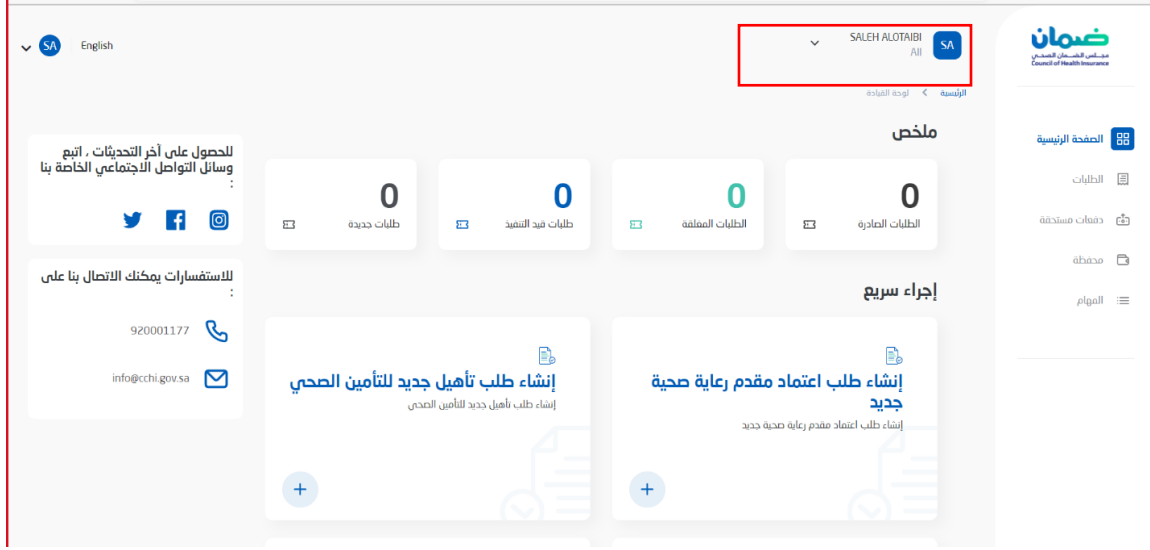 ضمان
مجلس الضمان الصحي
Council of Health Insurance
SA
SALEH ALOTAIBI
All
English
SA
الرئيسية
لوحة القيادة
الصفحة الرئيسية
الطلبات
دفعات مستحقة
محفظة
المهام
ملخص
0
الطلبات الصادرة
0
الطلبات المغلقة
0
طلبات قيد التنفيذ
0
طلبات جديدة
إجراء سريع
إنشاء طلب اعتماد مقدم رعاية صحية
جديد
إنشاء طلب اعتماد مقدم رعاية صحية جديد
إنشاء طلب تأهيل جديد للتأمين الصحي
إنشاء طلب تأهيل جديد للتأمين الصحي
للحصول على آخر التحديثات ، اتبع
وسائل التواصل الاجتماعي الخاصة بنا
:
للاستفسارات يمكنك الاتصال بنا على
:
920001177
info@cchi.gov.sa